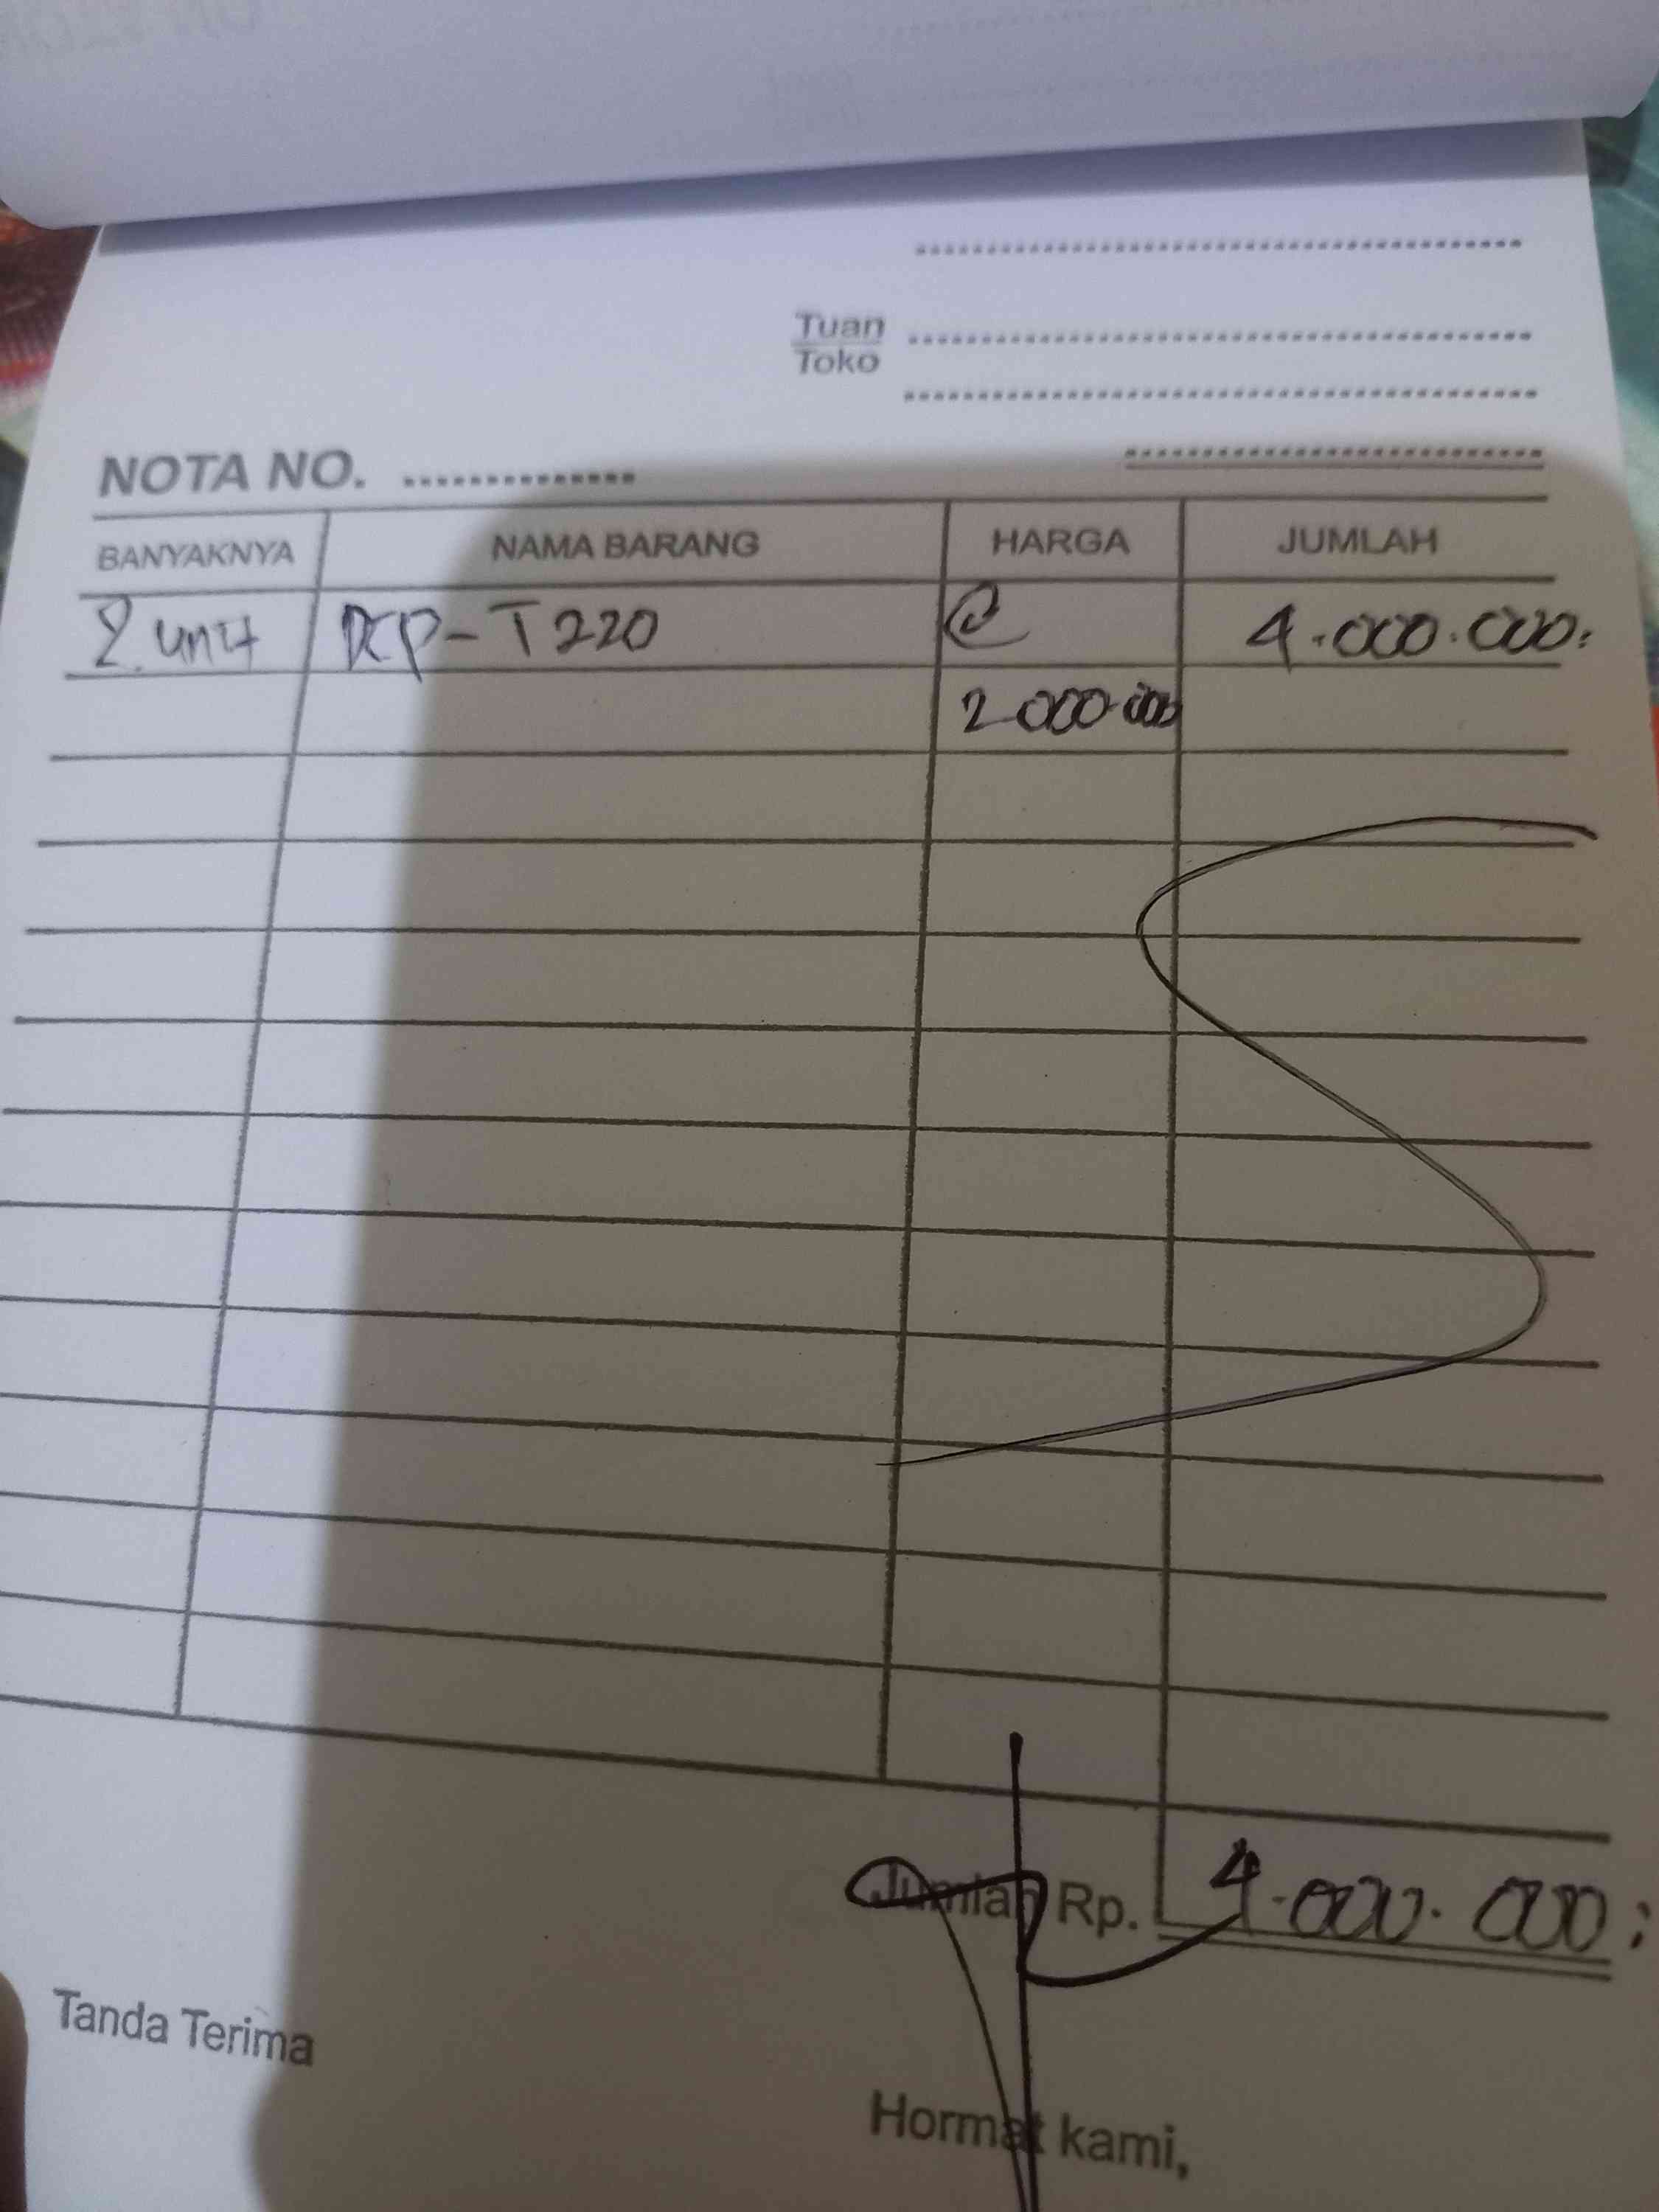 Tuan
Toko
NOTA NO.
BANYAKNYA NAMA BARANG HARGA JUMLAH
2 unit DCP-T220 @ 4.000.000:
2.000.000
Jumlah Rp. 4.000.000:
Tanda Terima
Hormat kami,